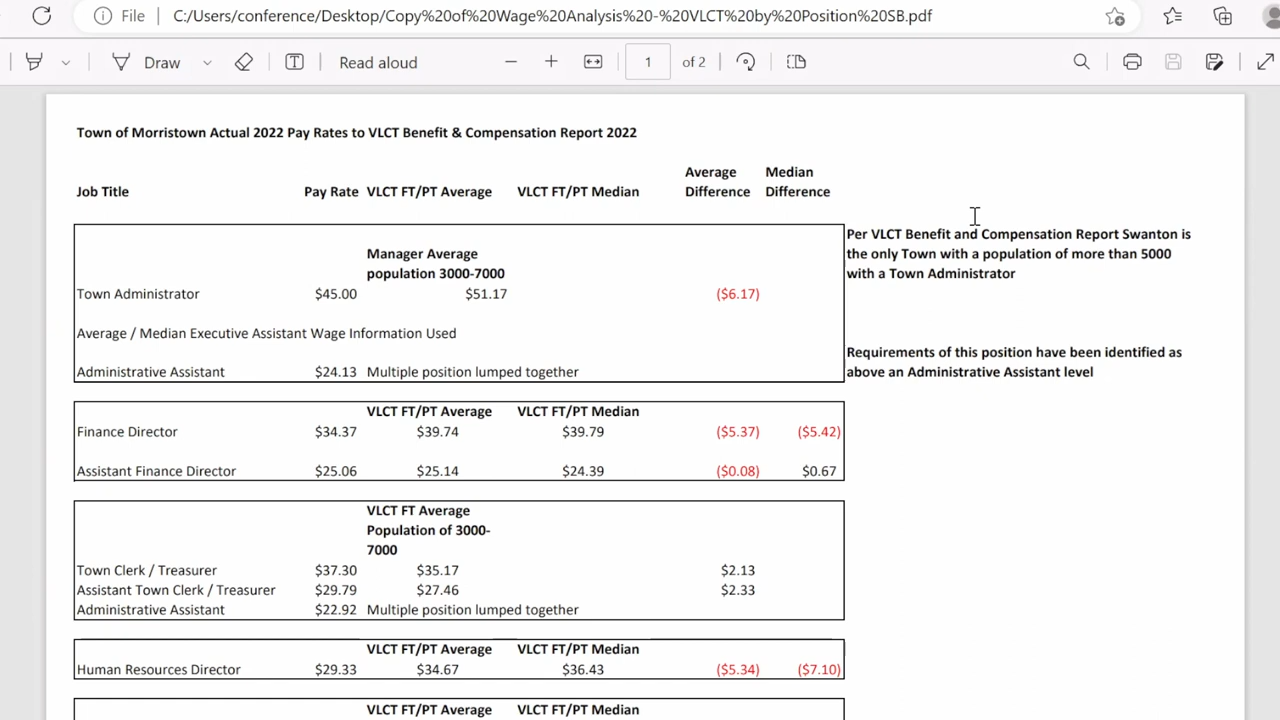 File C:/Users/conference/Desktop/Copy%20of%20Wage%20Analysis%20-%20VLCT%20by%20Position%20SB.pdf
Draw Read aloud 1 of 2
Town of Morristown Actual 2022 Pay Rates to VLCT Benefit & Compensation Report 2022
Average Median
Job Title Pay Rate VLCT FT/PT Average VLCT FT/PT Median Difference Difference
Per VLCT Benefit and Compensation Report Swanton is
Manager Average the only Town with a population of more than 5000
population 3000-7000 with a Town Administrator
Town Administrator $45.00 $51.17 ($6.17)
Average / Median Executive Assistant Wage Information Used
Requirements of this position have been identified as
Administrative Assistant $24.13 Multiple position lumped together above an Administrative Assistant level
VLCT FT/PT Average VLCT FT/PT Median
Finance Director $34.37 $39.74 $39.79 ($5.37) ($5.42)
Assistant Finance Director $25.06 $25.14 $24.39 ($0.08) $0.67
VLCT FT Average
Population of 3000-
7000
Town Clerk / Treasurer $37.30 $35.17 $2.13
Assistant Town Clerk / Treasurer $29.79 $27.46 $2.33
Administrative Assistant $22.92 Multiple position lumped together
VLCT FT/PT Average VLCT FT/PT Median
Human Resources Director $29.33 $34.67 $36.43 ($5.34) ($7.10)
VLCT FT/PT Average VLCT FT/PT Median